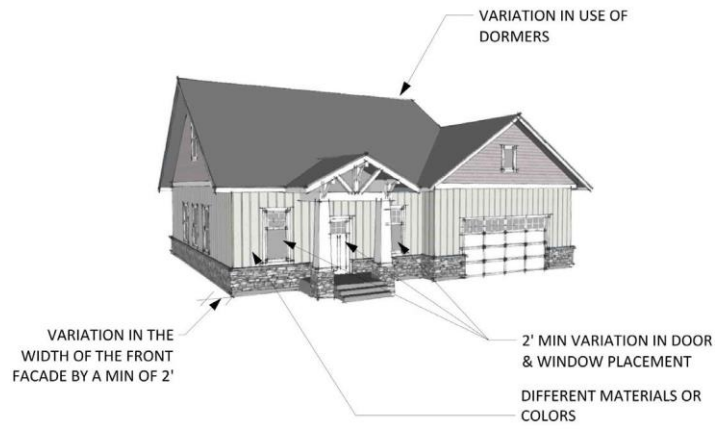 VARIATION IN USE OF
DORMERS
VARIATION IN THE
WIDTH OF THE FRONT
FACADE BY A MIN OF 2'
2' MIN VARIATION IN DOOR
& WINDOW PLACEMENT
DIFFERENT MATERIALS OR
COLORS